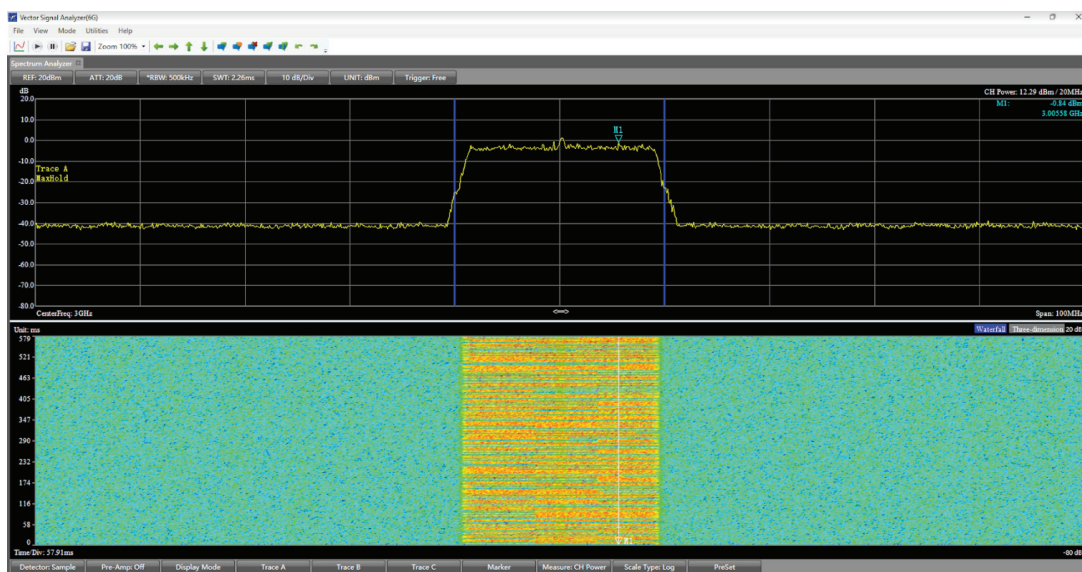 Vector Signal Analyzer(6G)
File View Mode Utilities Help
Zoom 100%
Spectrum Analyzer
REF: 20dBm ATT: 20dB *RBW: 500kHz SWT: 2.26ms 10 dB/Div UNIT: dBm Trigger: Free
dB CH Power: 12.29 dBm / 20MHz
20.0 M1: -0.84 dBm
3.00558 GHz
10.0
M1
0.0
-10.0
Trace A
MaxHold
-20.0
-30.0
-40.0
-50.0
-60.0
-70.0
-80.0
CenterFreq: 3GHz Span: 100MHz
Unit: ms Waterfall Three-dimension 20 dB
579
521
463
405
347
290
232
174
116
58
0 M1
Time/Div: 57.91ms -80 dB
Detector: Sample Pre-Amp: Off Display Mode Trace A Trace B Trace C Marker Measure: CH Power Scale Type: Log PreSet